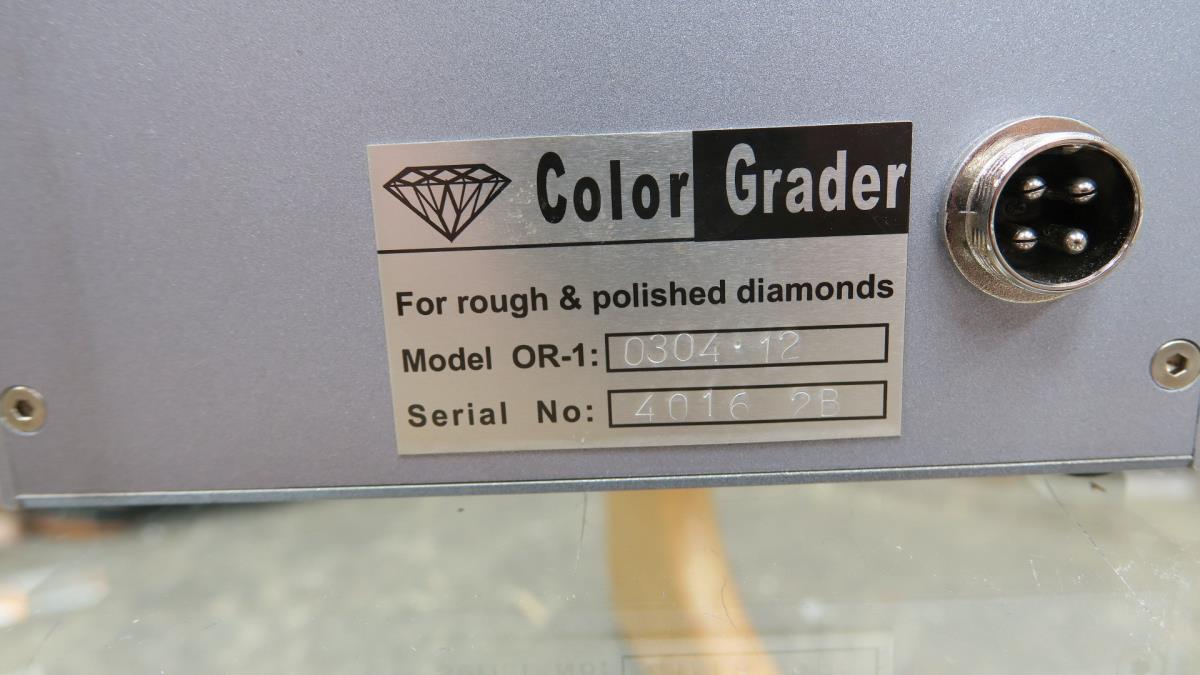 Color Grader
For rough & polished diamonds
Model OR-1: 0304·12
Serial No: 4016 2B